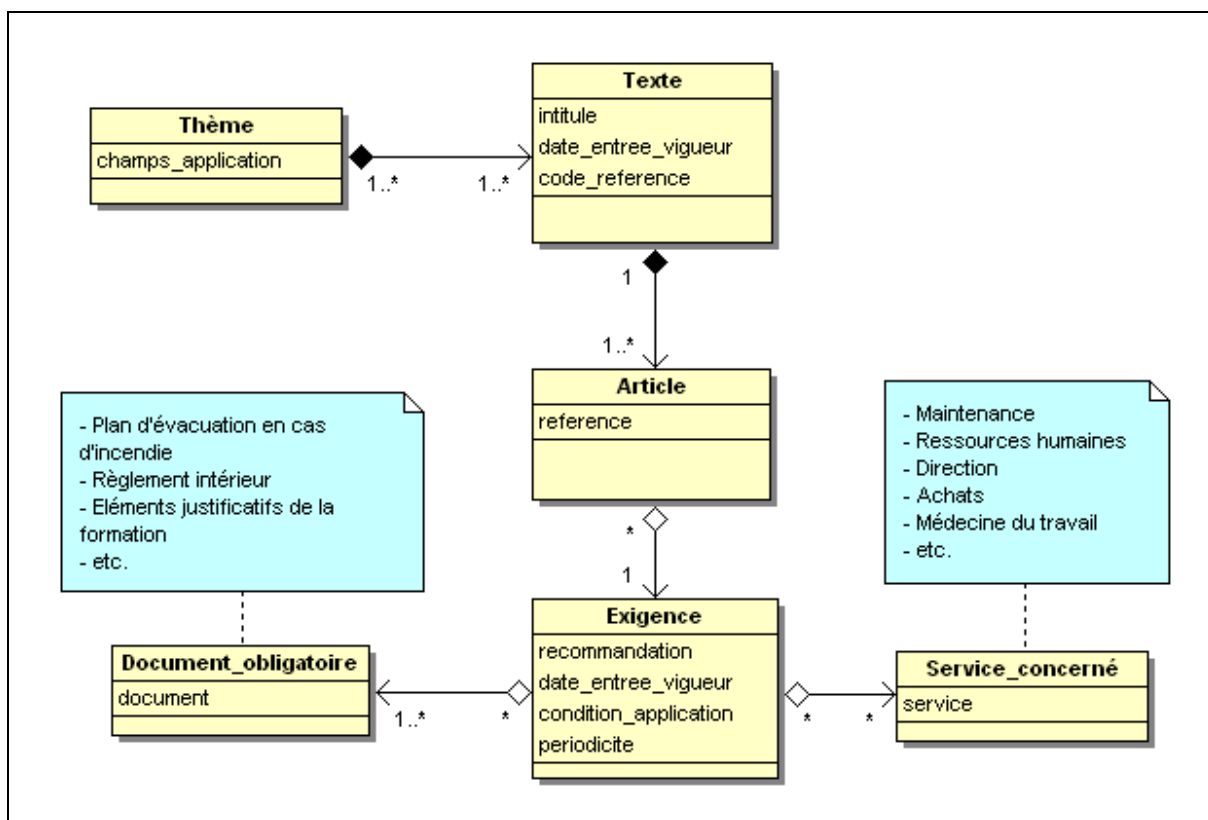 Texte
intitule
date_entree_vigueur
code_reference
Thème
champs_application
1..*
1..*
1
1..*
Article
reference
- Plan d'évacuation en cas
d'incendie
- Règlement intérieur
- Eléments justificatifs de la
formation
- etc.
- Maintenance
- Ressources humaines
- Direction
- Achats
- Médecine du travail
- etc.
*
1
Exigence
recommandation
date_entree_vigueur
condition_application
periodicite
Document_obligatoire
document
1..*
*
*
*
Service_concerné
service